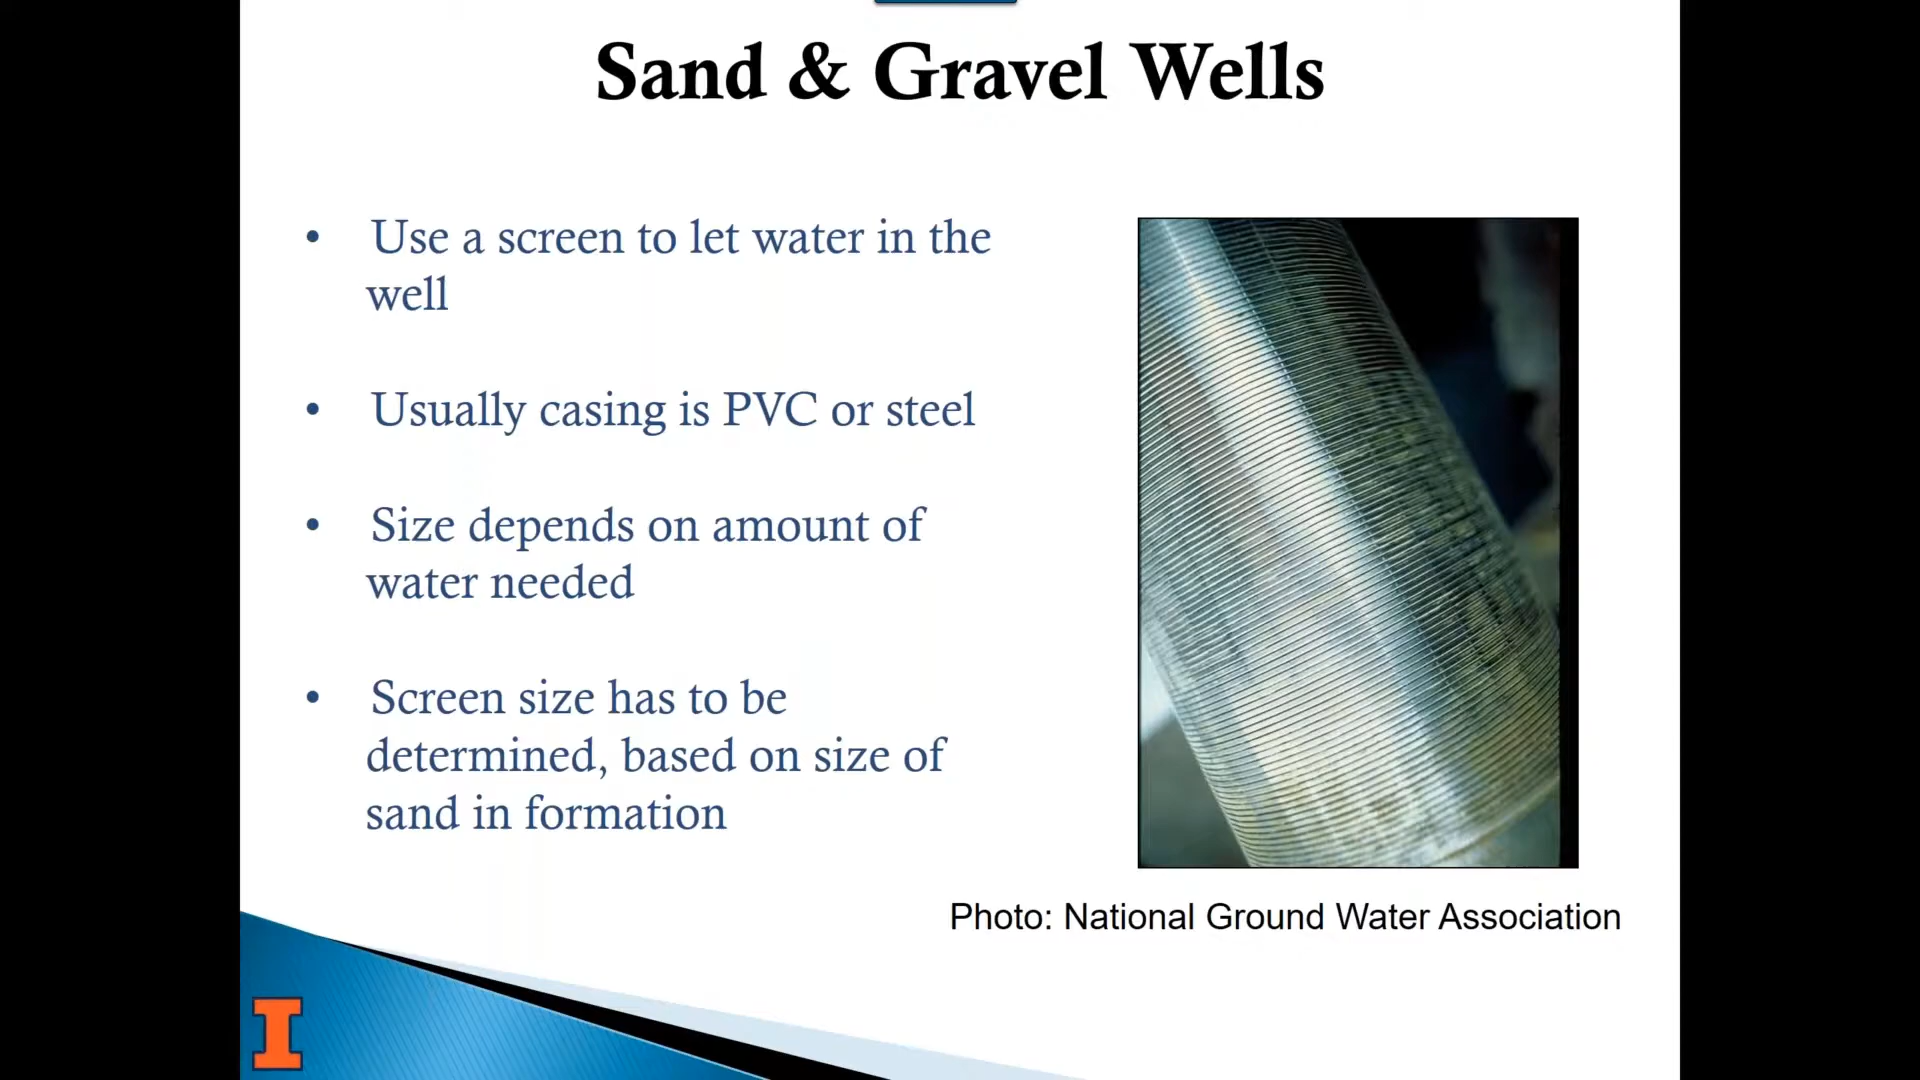 Sand & Gravel Wells
• Use a screen to let water in the
well
• Usually casing is PVC or steel
• Size depends on amount of
water needed
• Screen size has to be
determined, based on size of
sand in formation
Photo: National Ground Water Association
I